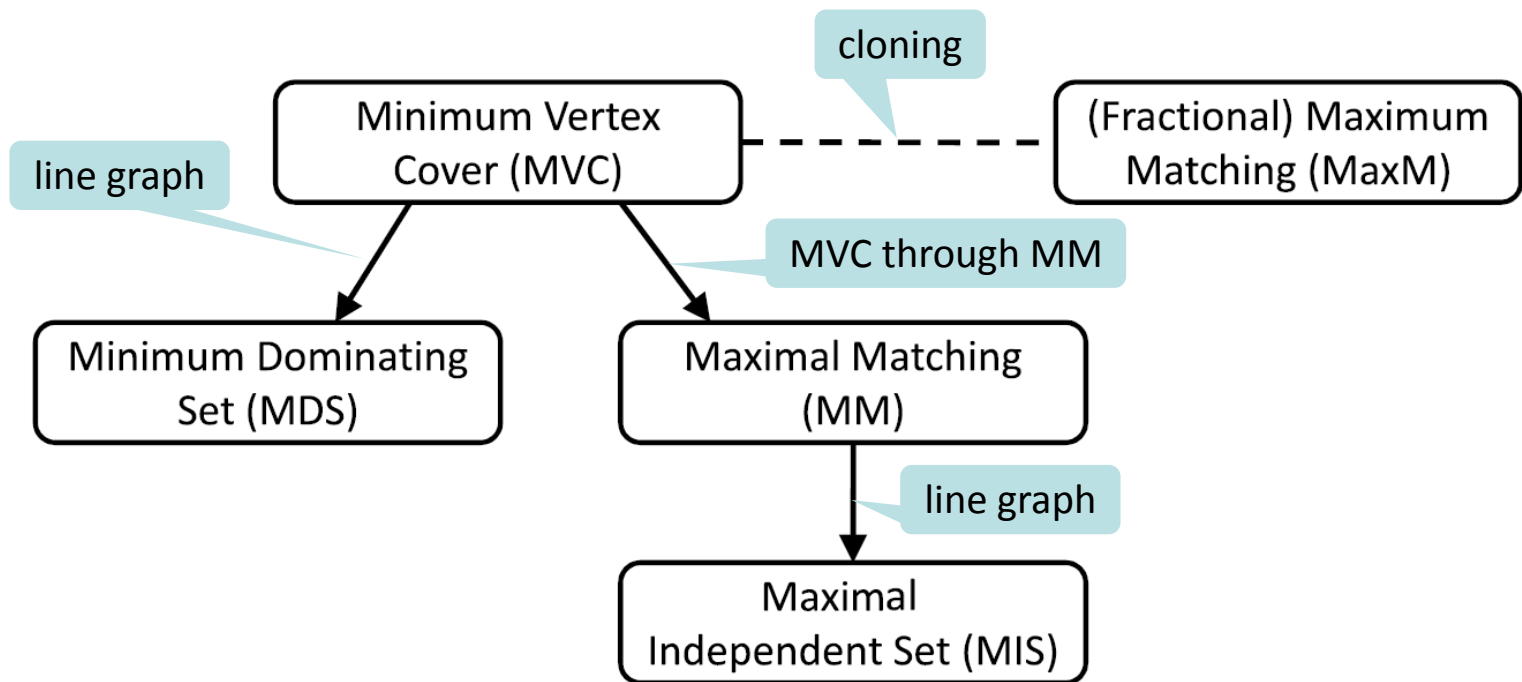 cloning
Minimum Vertex
Cover (MVC)
(Fractional) Maximum
Matching (MaxM)
line graph
MVC through MM
Minimum Dominating
Set (MDS)
Maximal Matching
(MM)
line graph
Maximal
Independent Set (MIS)